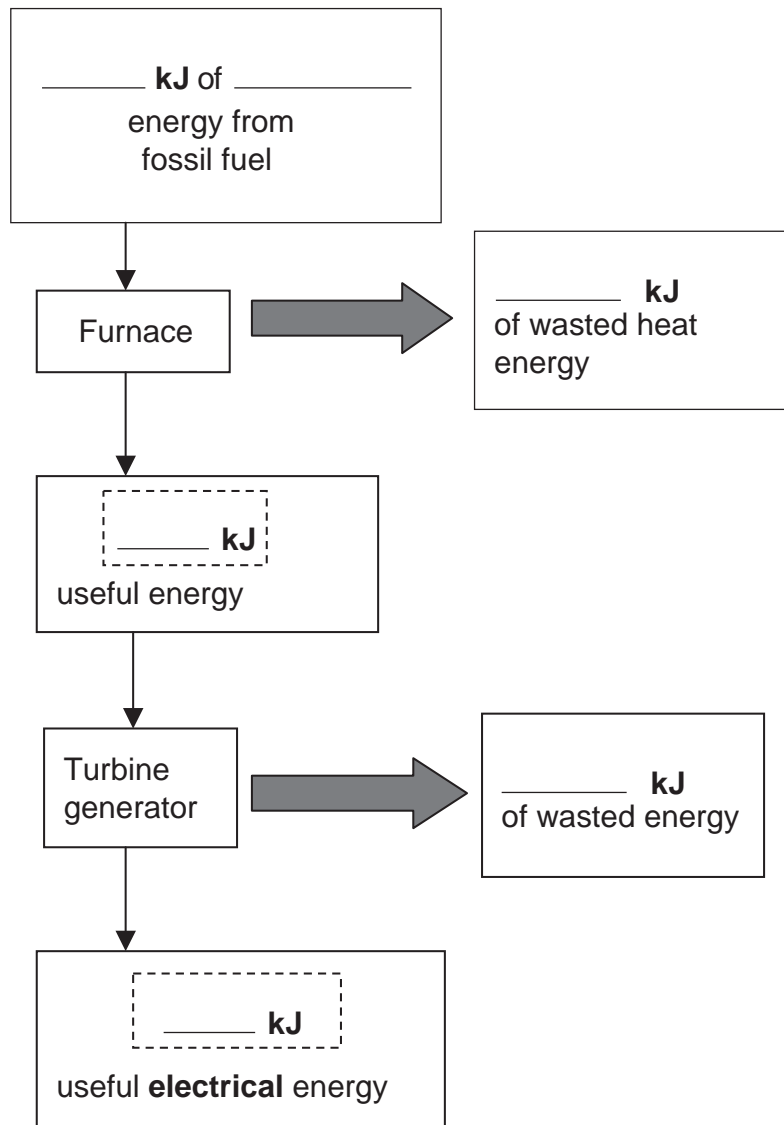 _______ kJ of ____________
energy from
fossil fuel
Furnace
________ kJ
of wasted heat
energy
______ kJ
useful energy
Turbine
generator
________ kJ
of wasted energy
______ kJ
useful electrical energy